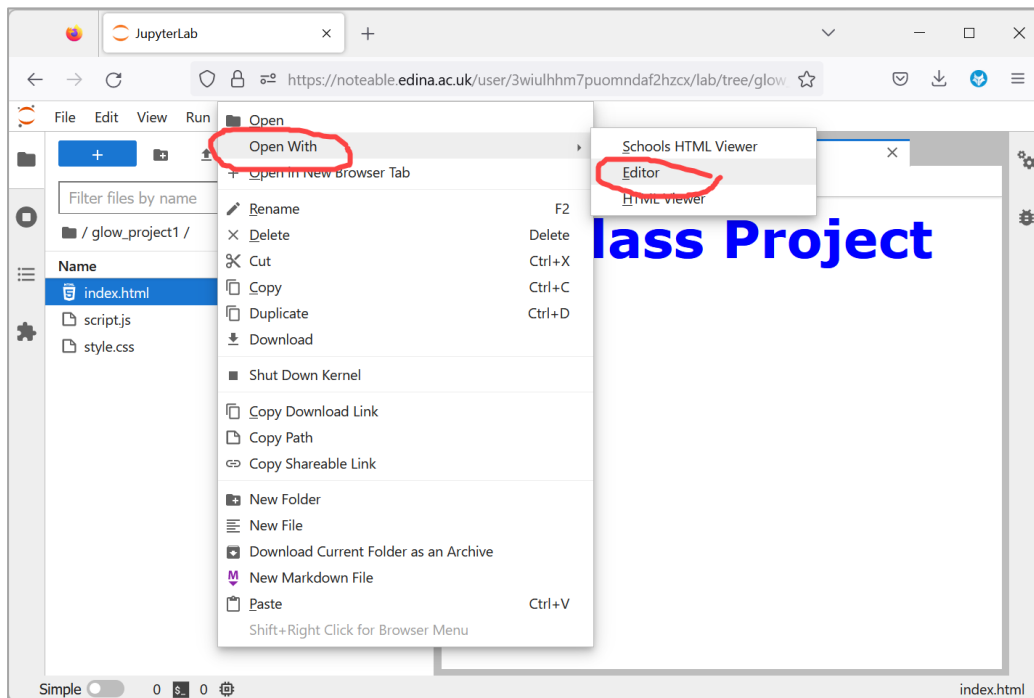 JupyterLab
https://noteable.edina.ac.uk/user/3wiulhhm7puomndaf2hzcx/lab/tree/glow
File Edit View Run
Filter files by name
/ glow_project1 /
Name
index.html
script.js
style.css
Open
Open With
Open in New Browser Tab
Rename F2
Delete Delete
Cut Ctrl+X
Copy Ctrl+C
Duplicate Ctrl+D
Download
Shut Down Kernel
Copy Download Link
Copy Path
Copy Shareable Link
New Folder
New File
Download Current Folder as an Archive
New Markdown File
Paste Ctrl+V
Shift+Right Click for Browser Menu
Schools HTML Viewer
Editor
HTML Viewer
lass Project
Simple 0 0
index.html